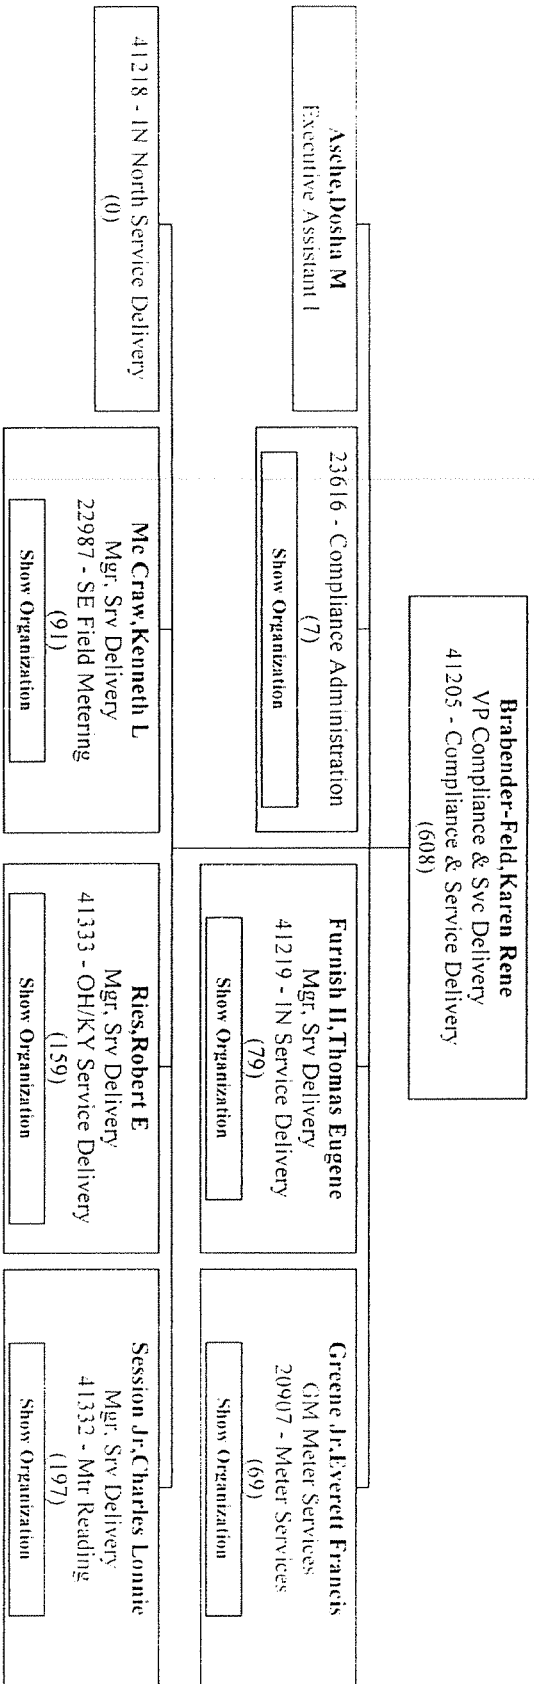 Brabender-Feld,Karen Rene
VP Compliance & Svc Delivery
41205 - Compliance & Service Delivery
(608)
Asche,Dosha M
Executive Assistant I
23616 - Compliance Administration
(7)
Show Organization
Furnish II,Thomas Eugene
Mgr, Srv Delivery
41219 - IN Service Delivery
(79)
Show Organization
Greene Jr,Everett Francis
GM Meter Services
20907 - Meter Services
(69)
Show Organization
41218 - IN North Service Delivery
(0)
Mc Craw,Kenneth L
Mgr, Srv Delivery
22987 - SE Field Metering
(91)
Show Organization
Ries,Robert E
Mgr, Srv Delivery
41333 - OH/KY Service Delivery
(159)
Show Organization
Session Jr,Charles Lonnie
Mgr, Srv Delivery
41332 - Mtr Reading
(197)
Show Organization